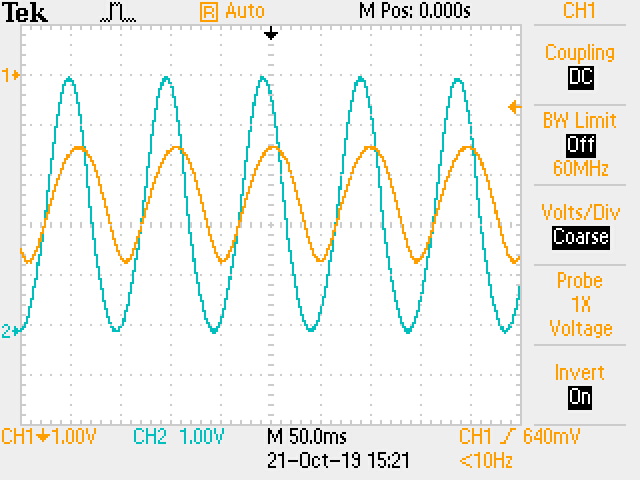 Tek R Auto M Pos: 0.000s CH1
Coupling
DC
BW Limit
Off
60MHz
Volts/Div
Coarse
Probe
1X
Voltage
Invert
On
1
2
CH1 1.00V CH2 1.00V M 50.0ms CH1 640mV
21-Oct-19 15:21 <10Hz